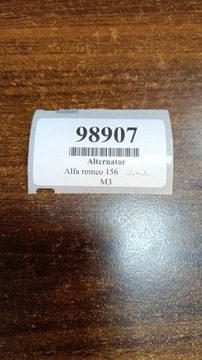 98907
Alternator
Alfa romeo 156 ../.. - ../..
M3